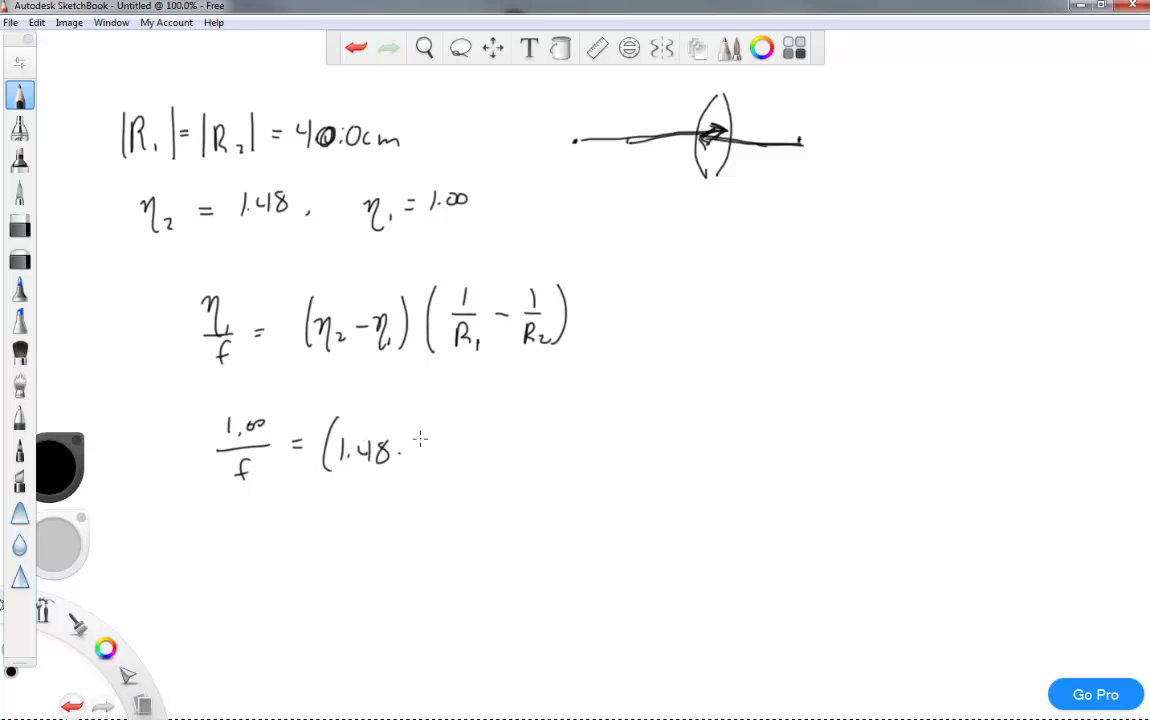 Autodesk SketchBook - Untitled @ 100.0% - Free
File Edit Image Window My Account Help
|R₁| = |R₂| = 40.0cm
η₂ = 1.48 , η₁ = 1.00
η₁/f = (η₂ - η₁) (1/R₁ - 1/R₂)
1.00/f = (1.48.
Go Pro